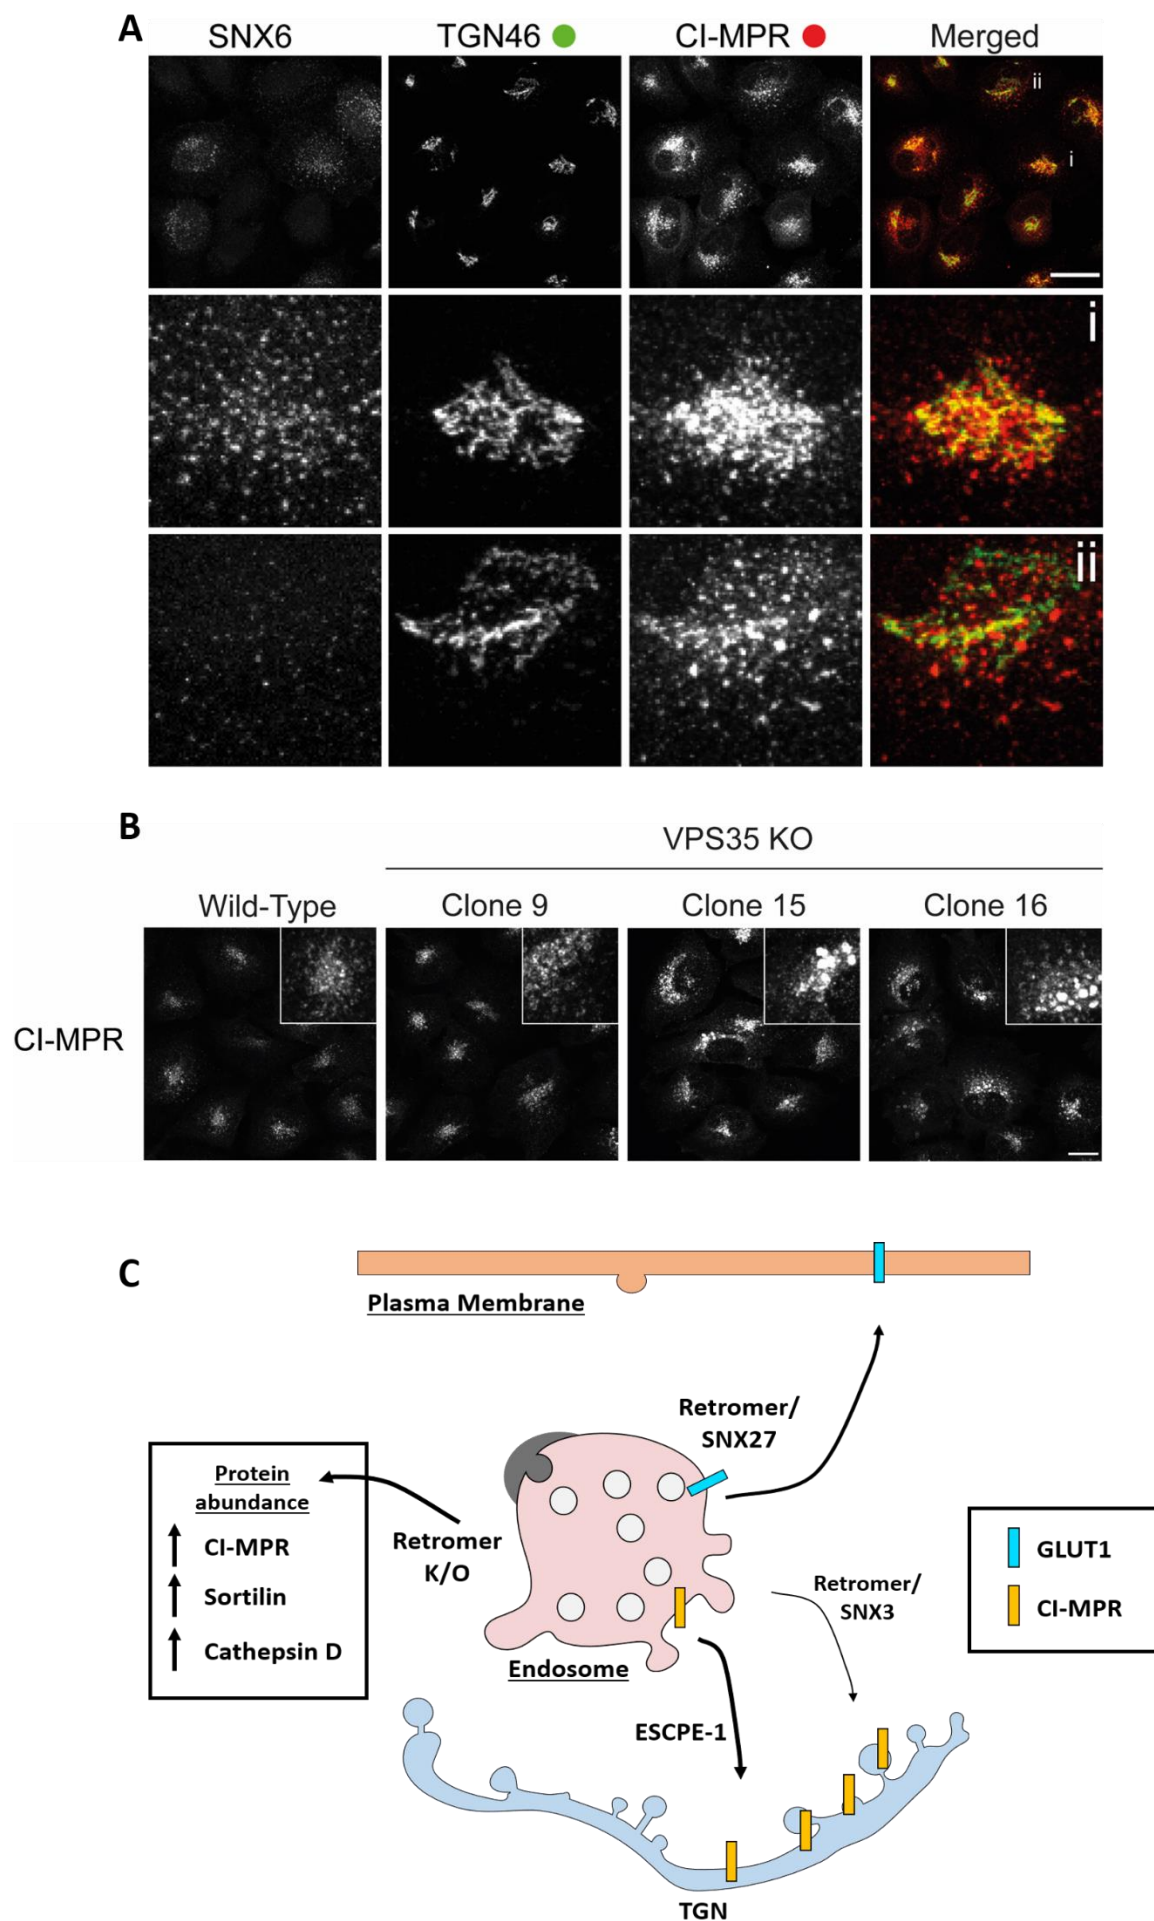 A
SNX6
TGN46
CI-MPR
Merged
ii
i
i
ii
B
VPS35 KO
Wild-Type
Clone 9
Clone 15
Clone 16
CI-MPR
C
Plasma Membrane
Retromer/
SNX27
Protein
abundance
CI-MPR
Sortilin
Cathepsin D
Retromer
K/O
Endosome
Retromer/
SNX3
GLUT1
CI-MPR
ESCPE-1
TGN